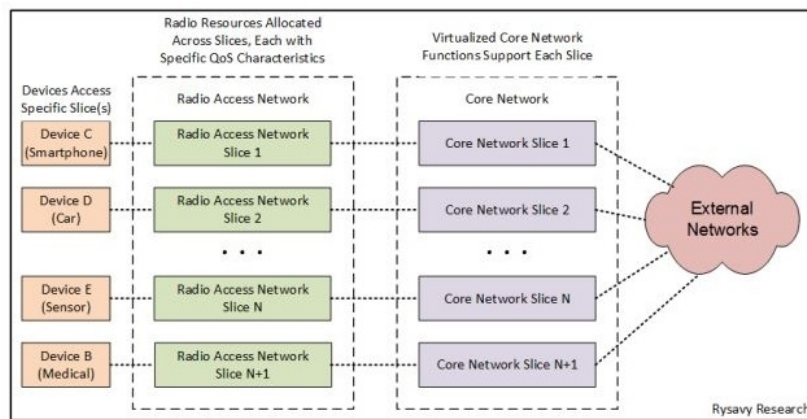 Radio Resources Allocated
Across Slices, Each with
Specific QoS Characteristics
Virtualized Core Network
Functions Support Each Slice
Devices Access
Specific Slice(s)
Radio Access Network
Core Network
Device C
(Smartphone)
Radio Access Network
Slice 1
Core Network Slice 1
Device D
(Car)
Radio Access Network
Slice 2
Core Network Slice 2
External
Networks
. . .
. . .
Device E
(Sensor)
Radio Access Network
Slice N
Core Network Slice N
Device B
(Medical)
Radio Access Network
Slice N+1
Core Network Slice N+1
Rysavy Research